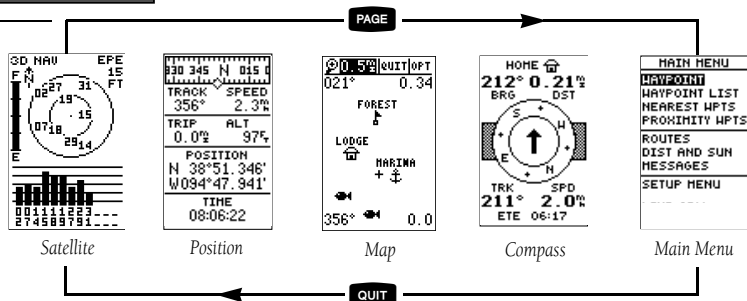 PAGE
3D NAV EPE
15
FT
F N
E
02 27 31
19
15
07 18
29 14
001111223___
274589791___
Satellite
330 345 N 015 0
TRACK SPEED
356° 2.3
TRIP ALT
0.0 97
POSITION
N 38°51.346'
W094°47.941'
TIME
08:06:22
Position
0.5 QUIT OPT
021° 0.34
FOREST
LODGE
MARINA
356° 0.0
Map
HOME
212° 0.21
BRG DST
S W
E N
TRK SPD
211° 2.0
ETE 06:17
Compass
MAIN MENU
WAYPOINT
WAYPOINT LIST
NEAREST WPTS
PROXIMITY WPTS
ROUTES
DIST AND SUN
MESSAGES
SETUP MENU
Main Menu
QUIT